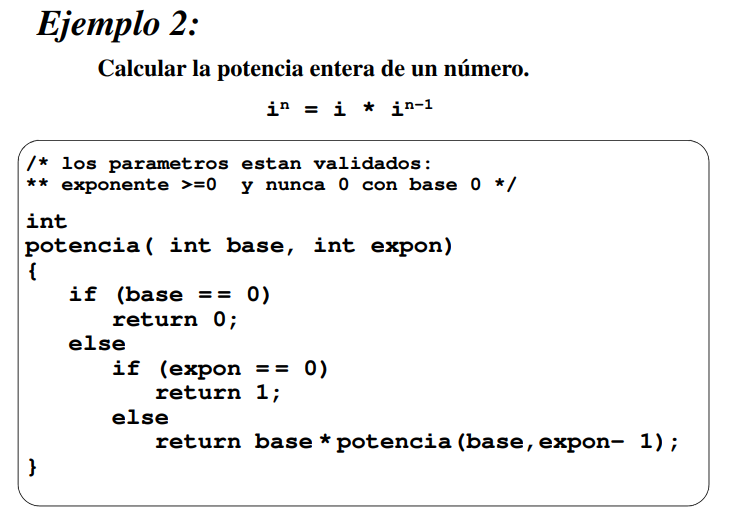 Ejemplo 2:
Calcular la potencia entera de un número.
iⁿ = i * iⁿ⁻¹
/* los parametros estan validados:
** exponente >=0  y nunca 0 con base 0 */
int
potencia( int base, int expon)
{
   if (base == 0)
      return 0;
   else
      if (expon == 0)
         return 1;
      else
         return base * potencia(base,expon- 1);
}